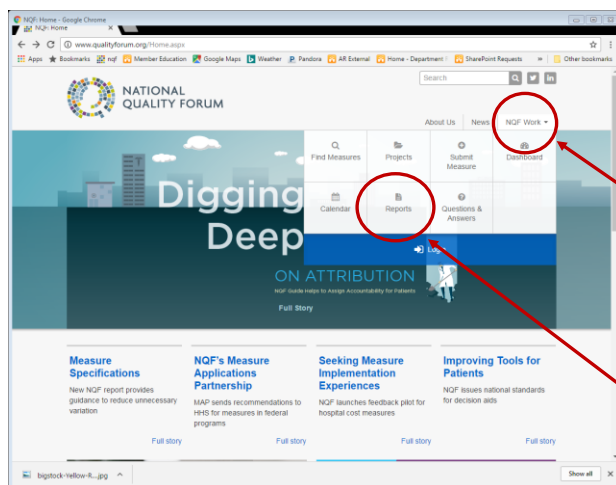 NQF: Home - Google Chrome
NQF: Home
www.qualityforum.org/Home.aspx
Apps Bookmarks nqf Member Education Google Maps Weather Pandora AR External Home - Department SharePoint Requests » Other bookmarks
Search
NATIONAL
QUALITY FORUM
About Us News NQF Work
Find Measures Projects Submit Measure Dashboard
Calendar Reports Questions & Answers
Digging
Deep
ON ATTRIBUTION
NQF Guide Helps to Assign Accountability for Patients
Full Story
Measure
Specifications
New NQF report provides
guidance to reduce unnecessary
variation
Full story
NQF's Measure
Applications
Partnership
MAP sends recommendations to
HHS for measures in federal
programs
Full story
Seeking Measure
Implementation
Experiences
NQF launches feedback pilot for
hospital cost measures
Full story
Improving Tools for
Patients
NQF issues national standards
for decision aids
Full story
bigstock-Yellow-R....jpg
Show all